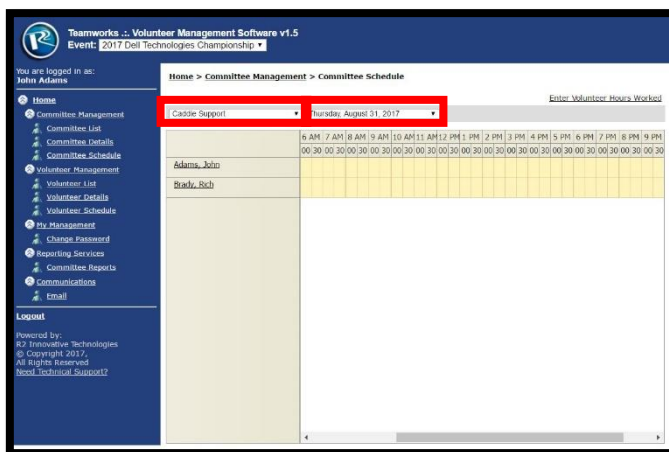 R2
Teamworks .:. Volunteer Management Software v1.5
Event: 2017 Dell Technologies Championship
You are logged in as:
John Adams
Home
Committee Management
Committee List
Committee Details
Committee Schedule
Volunteer Management
Volunteer List
Volunteer Details
Volunteer Schedule
My Management
Change Password
Reporting Services
Committee Reports
Communications
Email
Logout
Powered by:
R2 Innovative Technologies
© Copyright 2017,
All Rights Reserved
Need Technical Support?
Home > Committee Management > Committee Schedule
Enter Volunteer Hours Worked
Caddie Support Thursday, August 31, 2017
6 AM 7 AM 8 AM 9 AM 10 AM 11 AM 12 PM 1 PM 2 PM 3 PM 4 PM 5 PM 6 PM 7 PM 8 PM 9 PM
00 30 00 30 00 30 00 30 00 30 00 30 00 30 00 30 00 30 00 30 00 30 00 30 00 30 00 30 00 30 00 30
Adams, John
Brady, Rich